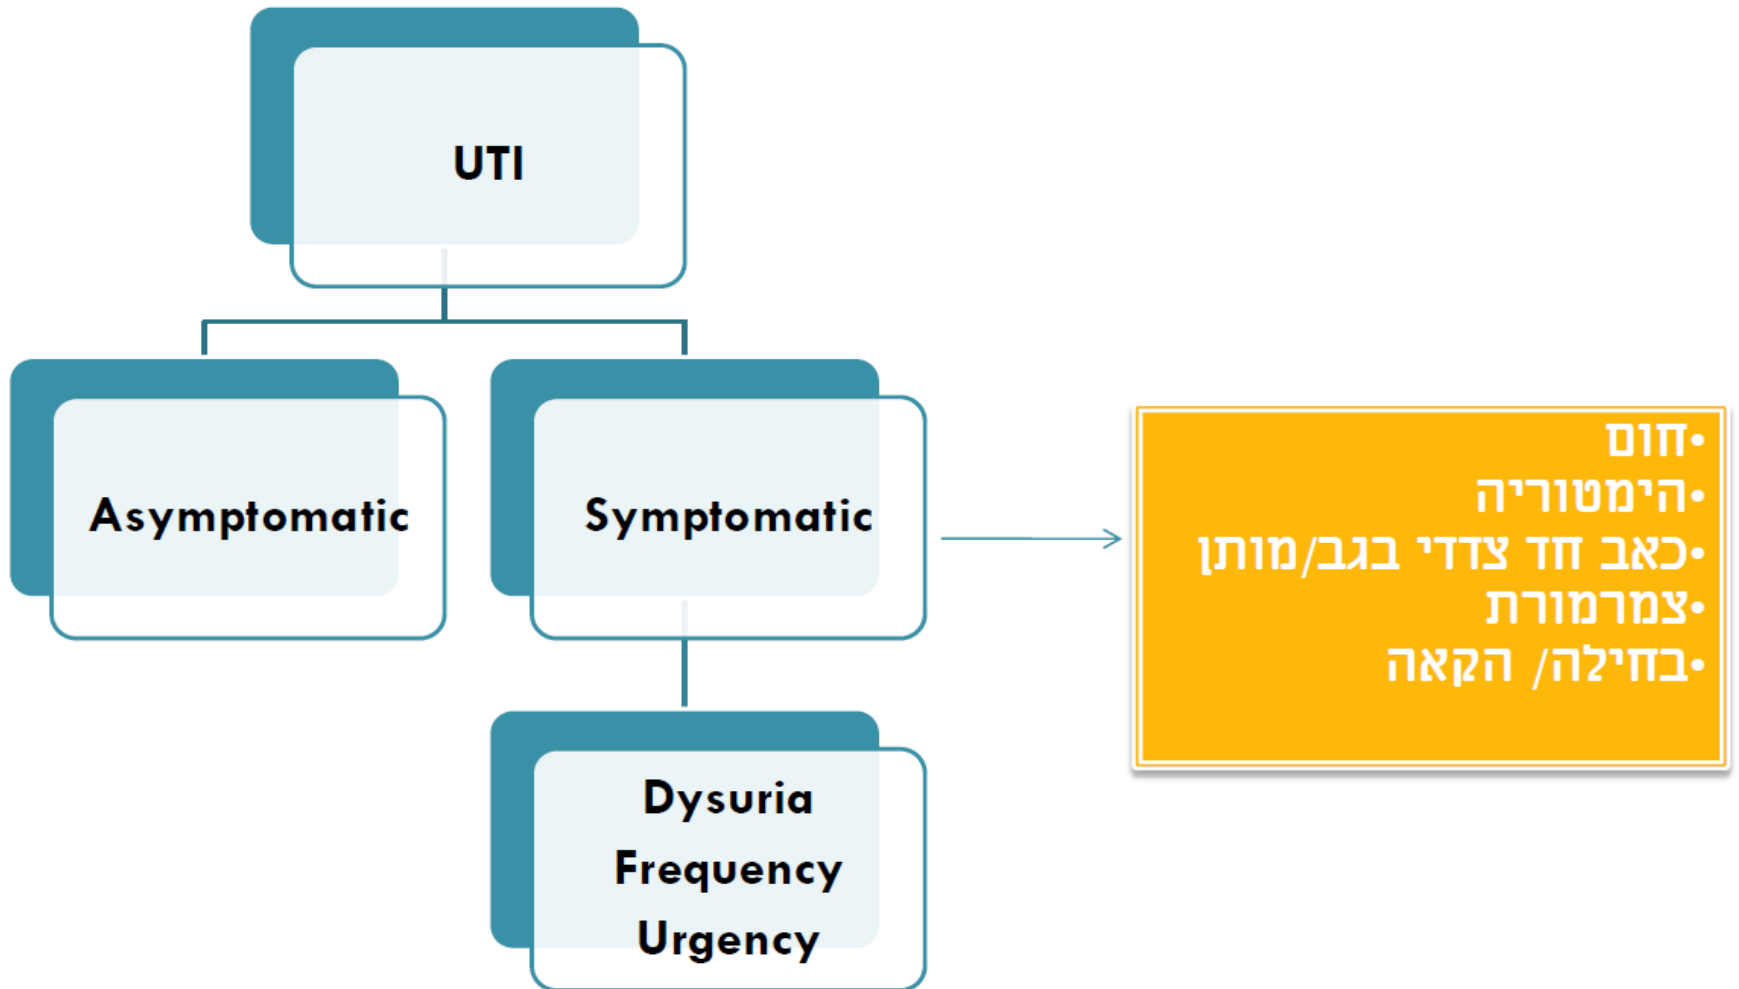 UTI
Asymptomatic
Symptomatic
Dysuria
Frequency
Urgency
•חום
•הימטוריה
•כאב חד צדדי בגב/מותן
•צמרמורת
•בחילה/ הקאה